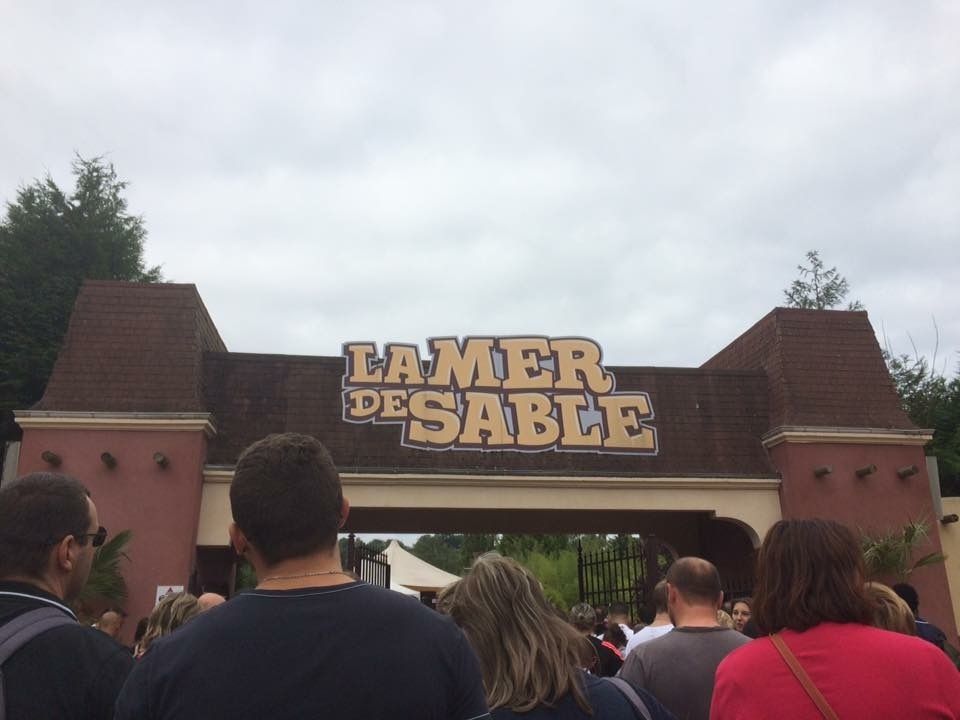 LA MER
DE SABLE